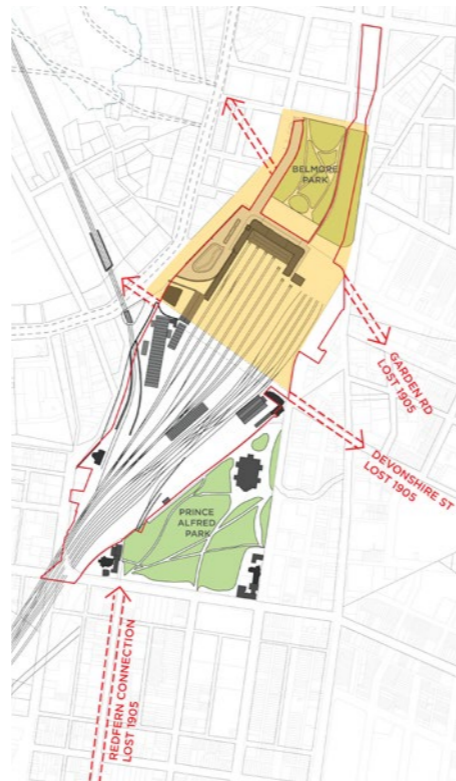 BELMORE
PARK
GARDEN RD
LOST 1905
DEVONSHIRE ST
LOST 1905
PRINCE
ALFRED
PARK
REDFERN CONNECTION
LOST 1905